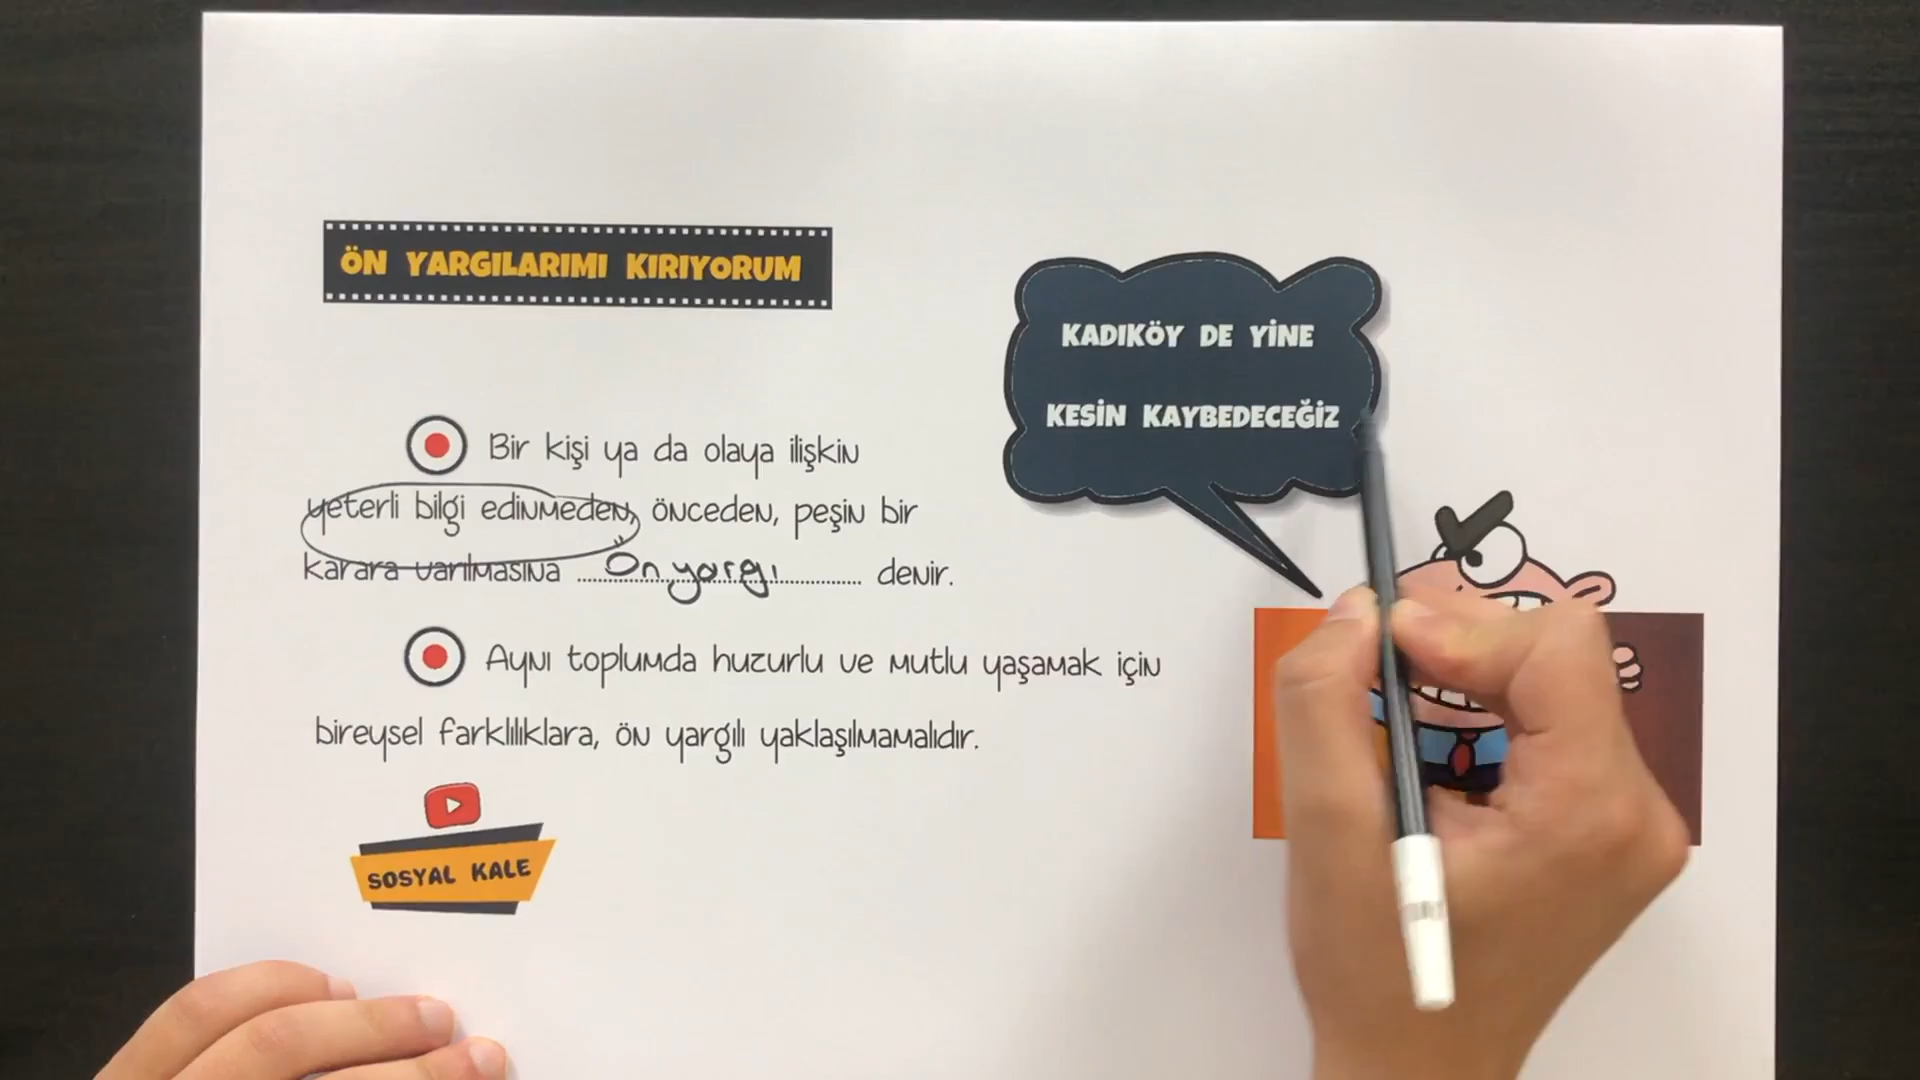 ÖN YARGILARIMI KIRIYORUM
Bir kişi ya da olaya ilişkin
yeterli bilgi edinmeden, önceden, peşin bir
karara varılmasına ......Ön yargı...... denir.
Aynı toplumda huzurlu ve mutlu yaşamak için
bireysel farklılıklara, ön yargılı yaklaşılmamalıdır.
SOSYAL KALE
KADIKÖY DE YİNE
KESİN KAYBEDECEĞİZ